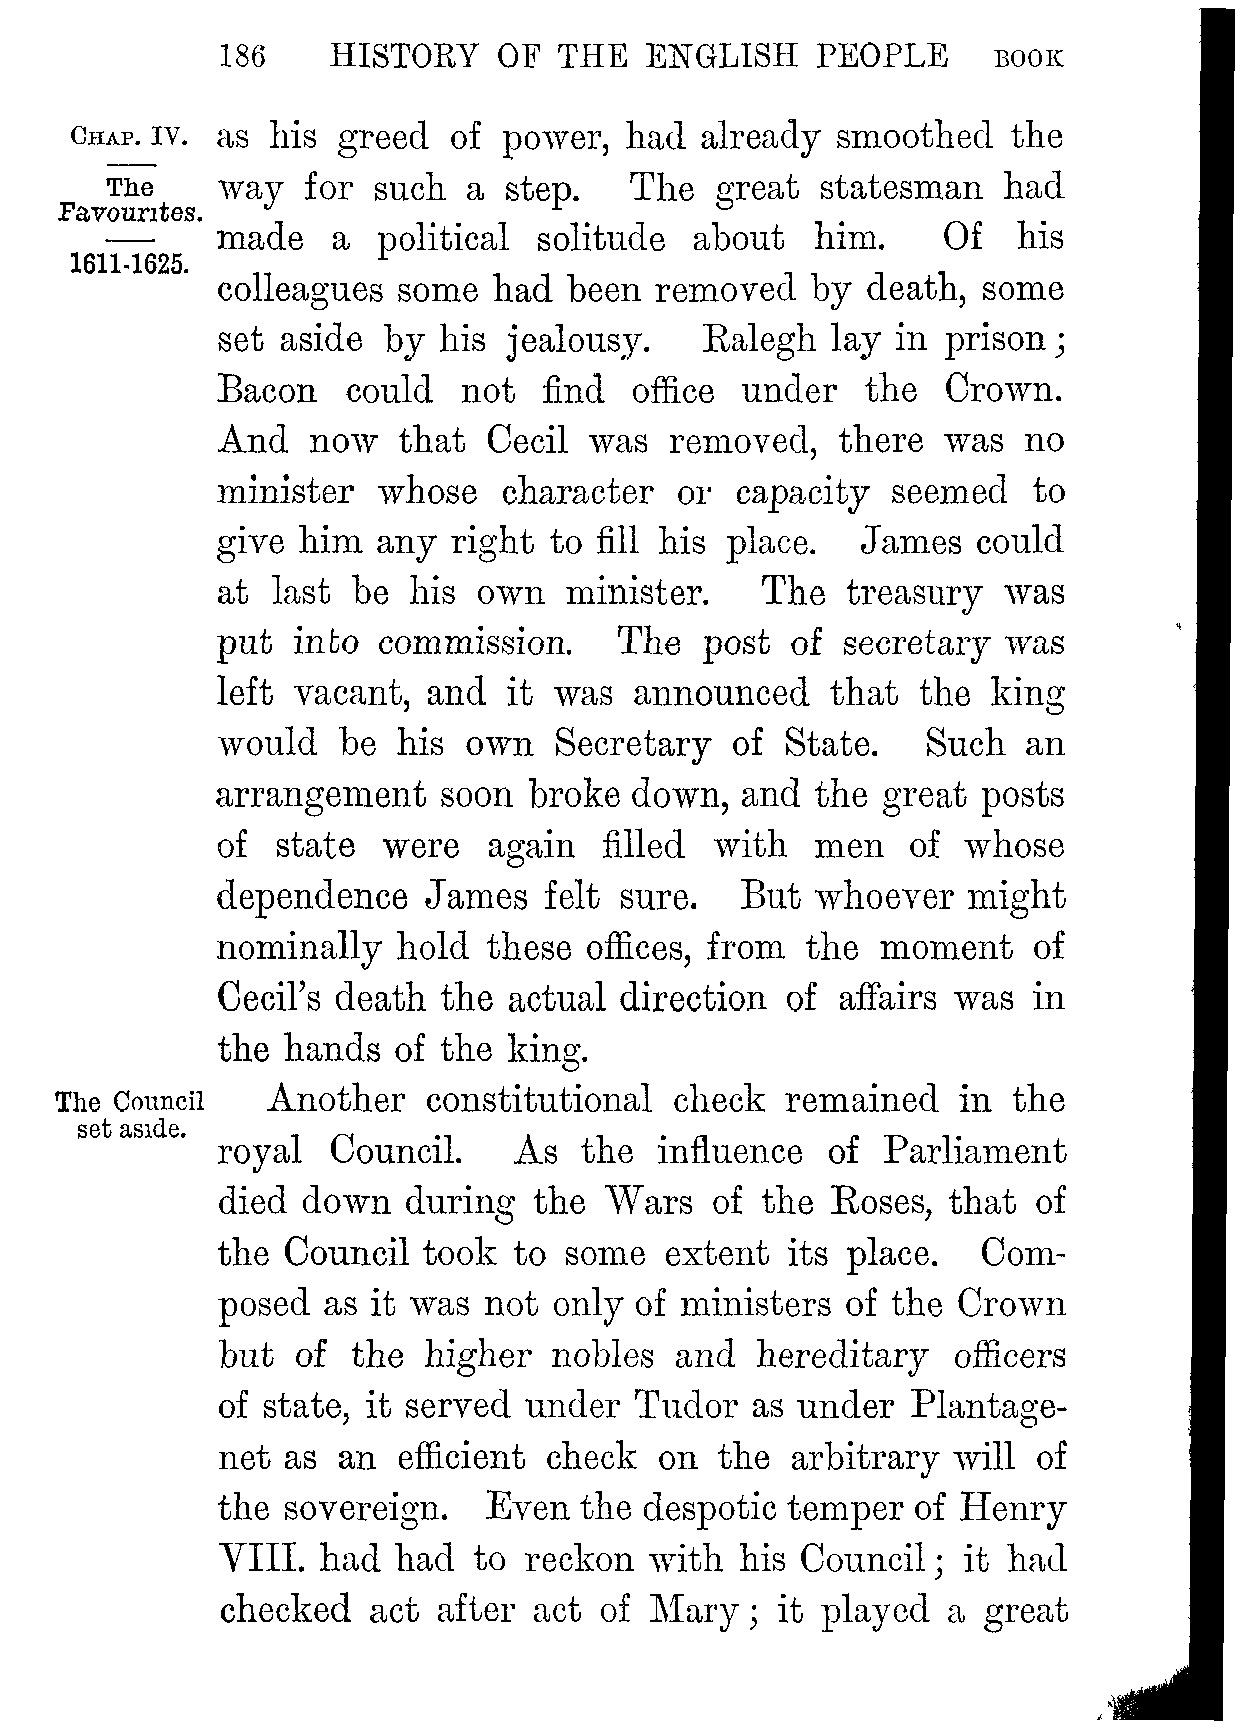 186 HISTORY OF THE ENGLISH PEOPLE BOOK
CHAP. IV.
The
Favourites.
1611-1625.
as his greed of power, had already smoothed the
way for such a step. The great statesman had
made a political solitude about him. Of his
colleagues some had been removed by death, some
set aside by his jealousy. Ralegh lay in prison;
Bacon could not find office under the Crown.
And now that Cecil was removed, there was no
minister whose character or capacity seemed to
give him any right to fill his place. James could
at last be his own minister. The treasury was
put into commission. The post of secretary was
left vacant, and it was announced that the king
would be his own Secretary of State. Such an
arrangement soon broke down, and the great posts
of state were again filled with men of whose
dependence James felt sure. But whoever might
nominally hold these offices, from the moment of
Cecil's death the actual direction of affairs was in
the hands of the king.
The Council
set aside.
Another constitutional check remained in the
royal Council. As the influence of Parliament
died down during the Wars of the Roses, that of
the Council took to some extent its place. Com-
posed as it was not only of ministers of the Crown
but of the higher nobles and hereditary officers
of state, it served under Tudor as under Plantage-
net as an efficient check on the arbitrary will of
the sovereign. Even the despotic temper of Henry
VIII. had had to reckon with his Council; it had
checked act after act of Mary; it played a great